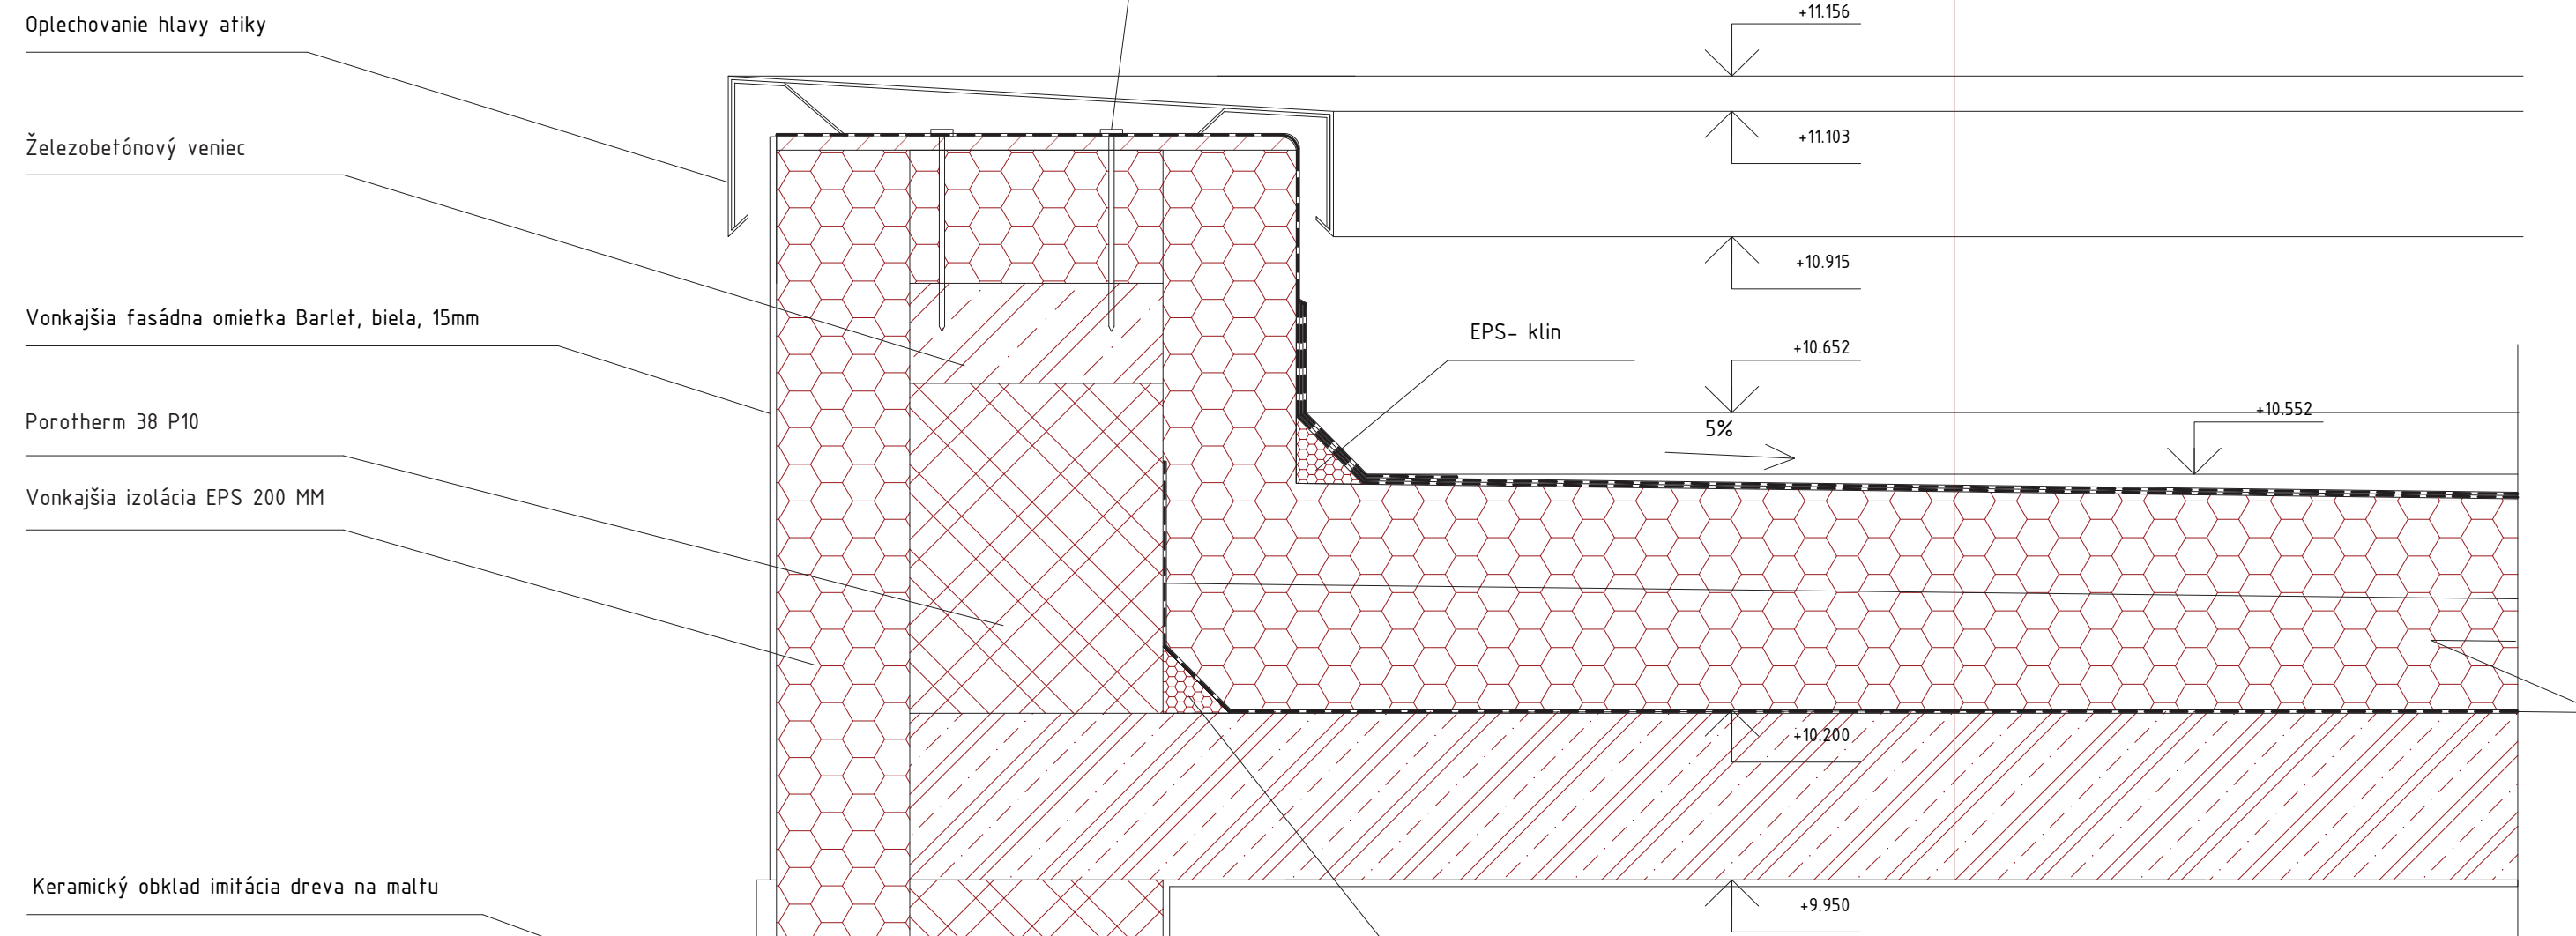 Oplechovanie hlavy atiky
Železobetónový veniec
Vonkajšia fasádna omietka Barlet, biela, 15mm
Porotherm 38 P10
Vonkajšia izolácia EPS 200 MM
Keramický obklad imitácia dreva na maltu
EPS- klin
5%
+11.156
+11.103
+10.915
+10.652
+10.552
+10.200
+9.950